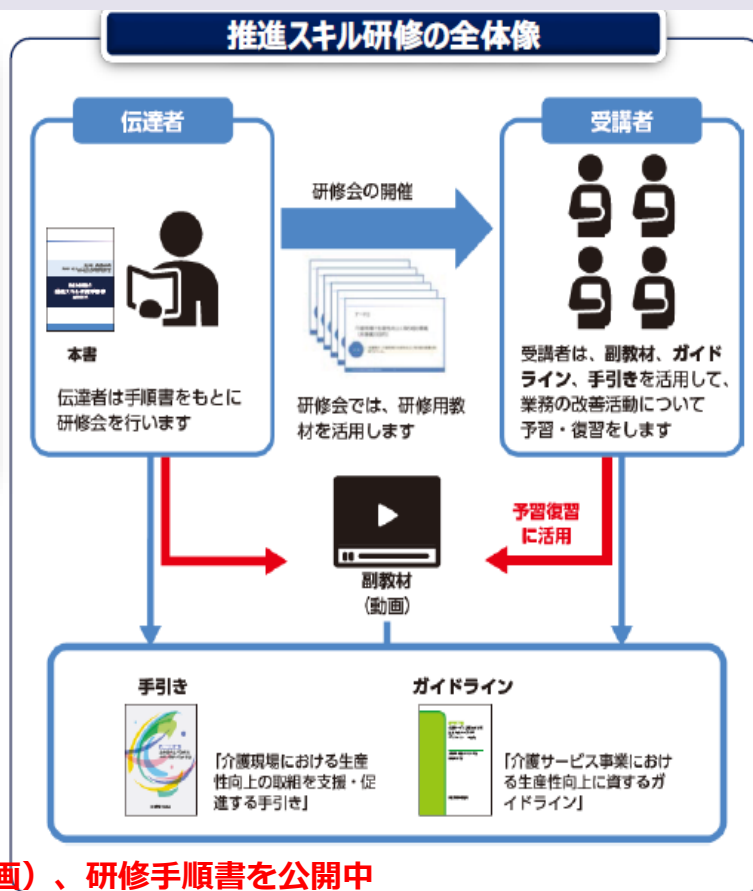 推進スキル研修の全体像
伝達者
本書
伝達者は手順書をもとに
研修会を行います
研修会の開催
研修会では、研修用教
材を活用します
受講者
受講者は、副教材、ガイド
ライン、手引きを活用して、
業務の改善活動について
予習・復習をします
予習復習
に活用
副教材
（動画）
手引き
「介護現場における生産
性向上の取組を支援・促
進する手引き」
ガイドライン
「介護サービス事業におけ
る生産性向上に資するガ
イドライン」
画）、研修手順書を公開中